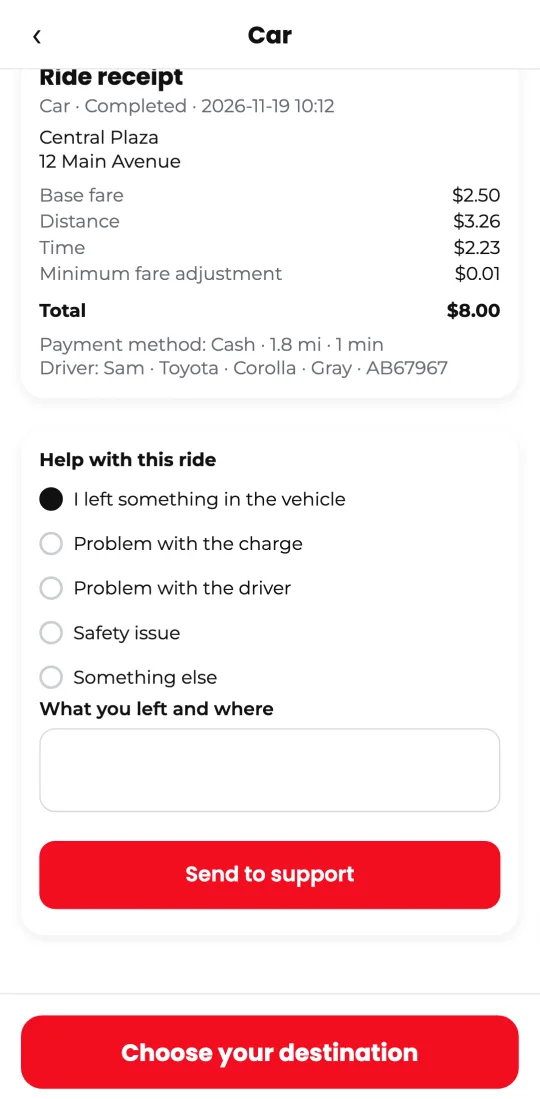 ‹ Car
Ride receipt
Car · Completed · 2026-11-19 10:12
Central Plaza
12 Main Avenue
Base fare $2.50
Distance $3.26
Time $2.23
Minimum fare adjustment $0.01
Total $8.00
Payment method: Cash · 1.8 mi · 1 min
Driver: Sam · Toyota · Corolla · Gray · AB67967
Help with this ride
I left something in the vehicle
Problem with the charge
Problem with the driver
Safety issue
Something else
What you left and where
Send to support
Choose your destination